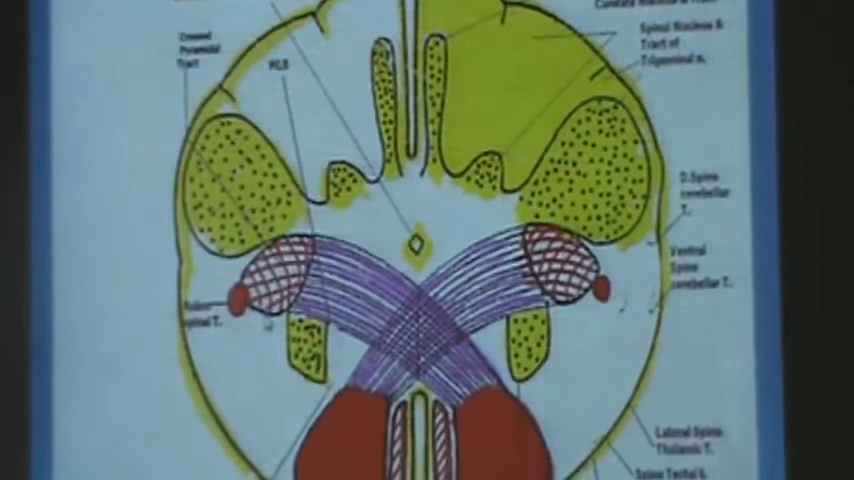 Cuneate Nucleus & Tract
Spinal Nucleus &
Tract of
Trigeminal n.
Crossed
Pyramidal
Tract
MLB
D.Spino
cerebellar
T.
Ventral
Spino
cerebellar T.
Rubro
spinal T.
Lateral Spino
Thalamic T.
Spino Tectal t.